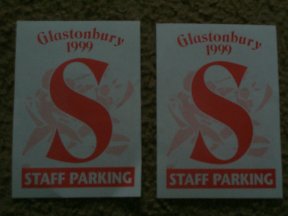 Glastonbury
1999
S
STAFF PARKING
Glastonbury
1999
S
STAFF PARKING